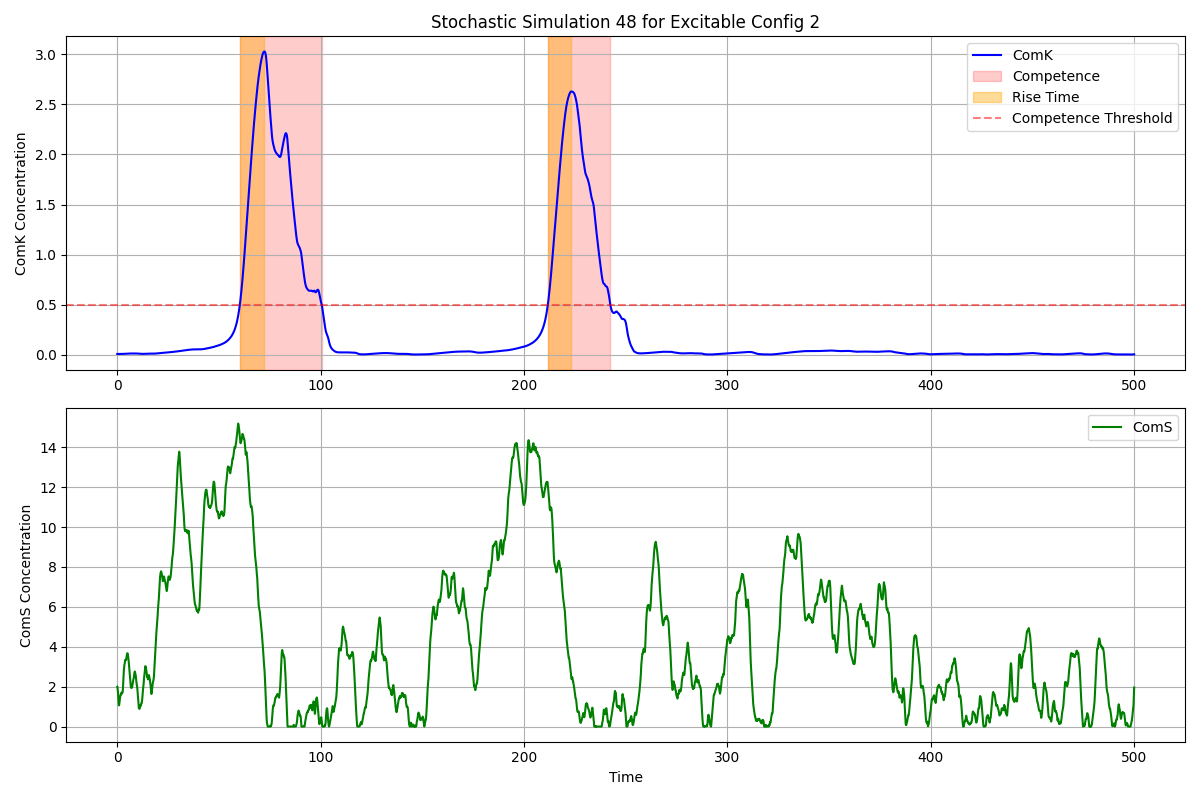 Stochastic Simulation 48 for Excitable Config 2
ComK Concentration
3.0
2.5
2.0
1.5
1.0
0.5
0.0
ComK
Competence
Rise Time
Competence Threshold
0 100 200 300 400 500
ComS Concentration
14
12
10
8
6
4
2
0
ComS
0 100 200 300 400 500
Time